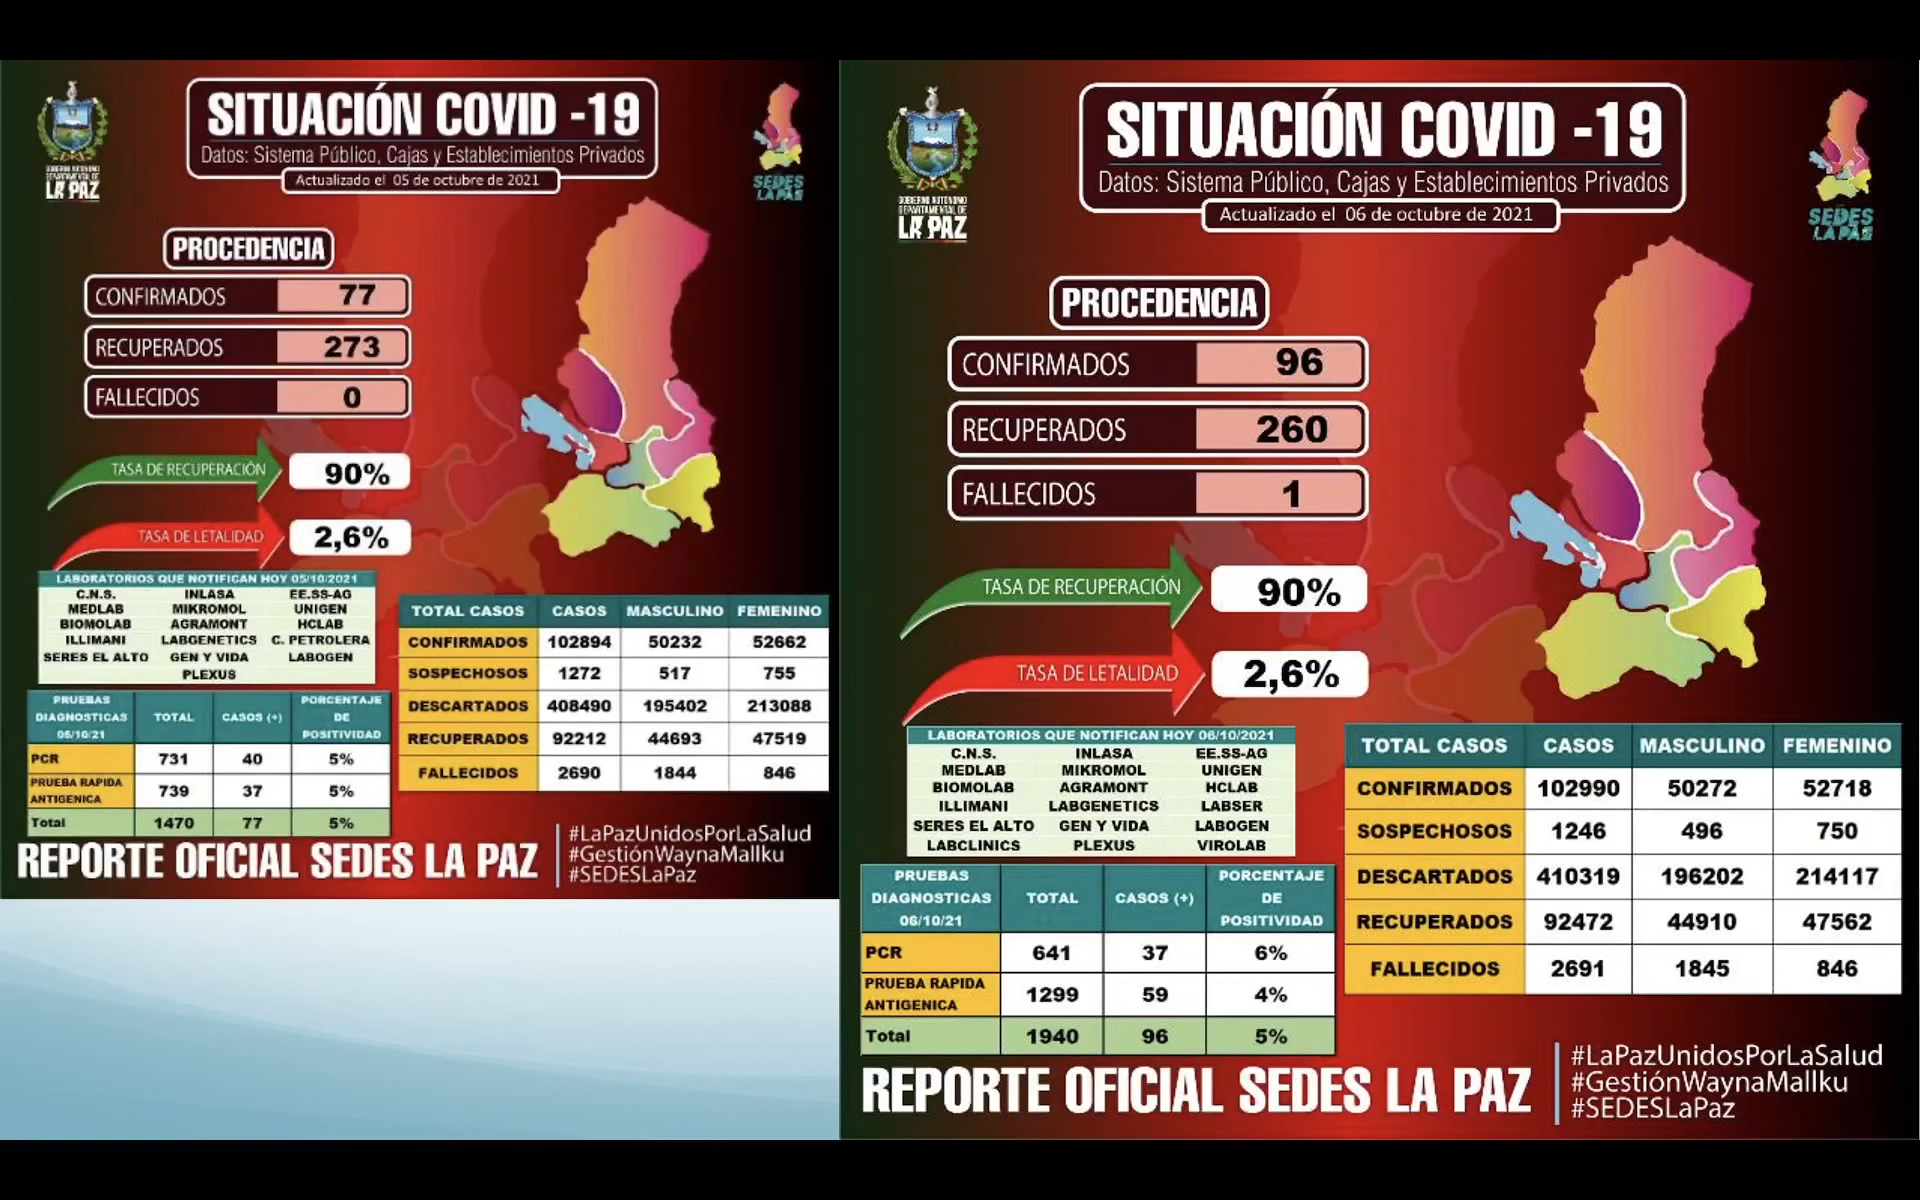 GOBIERNO AUTÓNOMO
DEPARTAMENTAL DE
LA PAZ
SITUACIÓN COVID -19
Datos: Sistema Público, Cajas y Establecimientos Privados
Actualizado el 05 de octubre de 2021
SEDES
LA PAZ
PROCEDENCIA
CONFIRMADOS 77
RECUPERADOS 273
FALLECIDOS 0
TASA DE RECUPERACIÓN 90%
TASA DE LETALIDAD 2,6%
LABORATORIOS QUE NOTIFICAN HOY 05/10/2021
C.N.S. INLASA EE.SS-AG
MEDLAB MIKROMOL UNIGEN
BIOMOLAB AGRAMONT HCLAB
ILLIMANI LABGENETICS C. PETROLERA
SERES EL ALTO GEN Y VIDA LABOGEN
PLEXUS
PRUEBAS DIAGNOSTICAS 05/10/21 TOTAL CASOS (+) PORCENTAJE DE POSITIVIDAD
PCR 731 40 5%
PRUEBA RAPIDA ANTIGENICA 739 37 5%
Total 1470 77 5%
TOTAL CASOS CASOS MASCULINO FEMENINO
CONFIRMADOS 102894 50232 52662
SOSPECHOSOS 1272 517 755
DESCARTADOS 408490 195402 213088
RECUPERADOS 92212 44693 47519
FALLECIDOS 2690 1844 846
REPORTE OFICIAL SEDES LA PAZ
#LaPazUnidosPorLaSalud
#GestiónWaynaMallku
#SEDESLaPaz
GOBIERNO AUTÓNOMO
DEPARTAMENTAL DE
LA PAZ
SITUACIÓN COVID -19
Datos: Sistema Público, Cajas y Establecimientos Privados
Actualizado el 06 de octubre de 2021
SEDES
LA PAZ
PROCEDENCIA
CONFIRMADOS 96
RECUPERADOS 260
FALLECIDOS 1
TASA DE RECUPERACIÓN 90%
TASA DE LETALIDAD 2,6%
LABORATORIOS QUE NOTIFICAN HOY 06/10/2021
C.N.S. INLASA EE.SS-AG
MEDLAB MIKROMOL UNIGEN
BIOMOLAB AGRAMONT HCLAB
ILLIMANI LABGENETICS LABSER
SERES EL ALTO GEN Y VIDA LABOGEN
LABCLINICS PLEXUS VIROLAB
PRUEBAS DIAGNOSTICAS 06/10/21 TOTAL CASOS (+) PORCENTAJE DE POSITIVIDAD
PCR 641 37 6%
PRUEBA RAPIDA ANTIGENICA 1299 59 4%
Total 1940 96 5%
TOTAL CASOS CASOS MASCULINO FEMENINO
CONFIRMADOS 102990 50272 52718
SOSPECHOSOS 1246 496 750
DESCARTADOS 410319 196202 214117
RECUPERADOS 92472 44910 47562
FALLECIDOS 2691 1845 846
REPORTE OFICIAL SEDES LA PAZ
#LaPazUnidosPorLaSalud
#GestiónWaynaMallku
#SEDESLaPaz